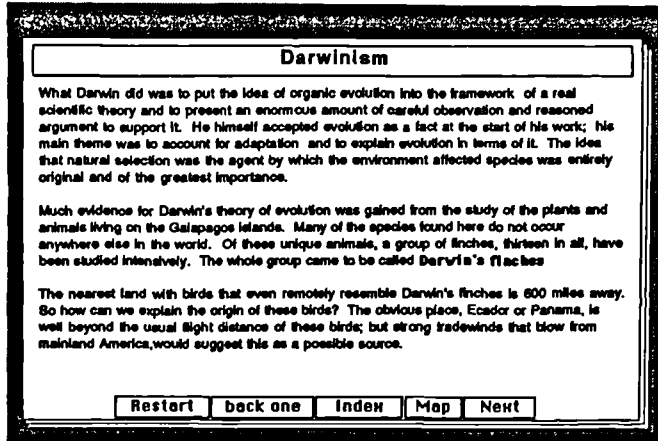 Darwinism
What Darwin did was to put the idea of organic evolution into the framework of a real
scientific theory and to present an enormous amount of careful observation and reasoned
argument to support it. He himself accepted evolution as a fact at the start of his work; his
main theme was to account for adaptation and to explain evolution in terms of it. The idea
that natural selection was the agent by which the environment affected species was entirely
original and of the greatest importance.
Much evidence for Darwin's theory of evolution was gained from the study of the plants and
animals living on the Galapagos islands. Many of the species found here do not occur
anywhere else in the world. Of these unique animals, a group of finches, thirteen in all, have
been studied intensively. The whole group came to be called Darwin's finches
The nearest land with birds that even remotely resemble Darwin's finches is 600 miles away.
So how can we explain the origin of these birds? The obvious place, Ecador or Panama, is
well beyond the usual flight distance of these birds; but strong tradewinds that blow from
mainland America,would suggest this as a possible source.
Restart back one Index Map Next